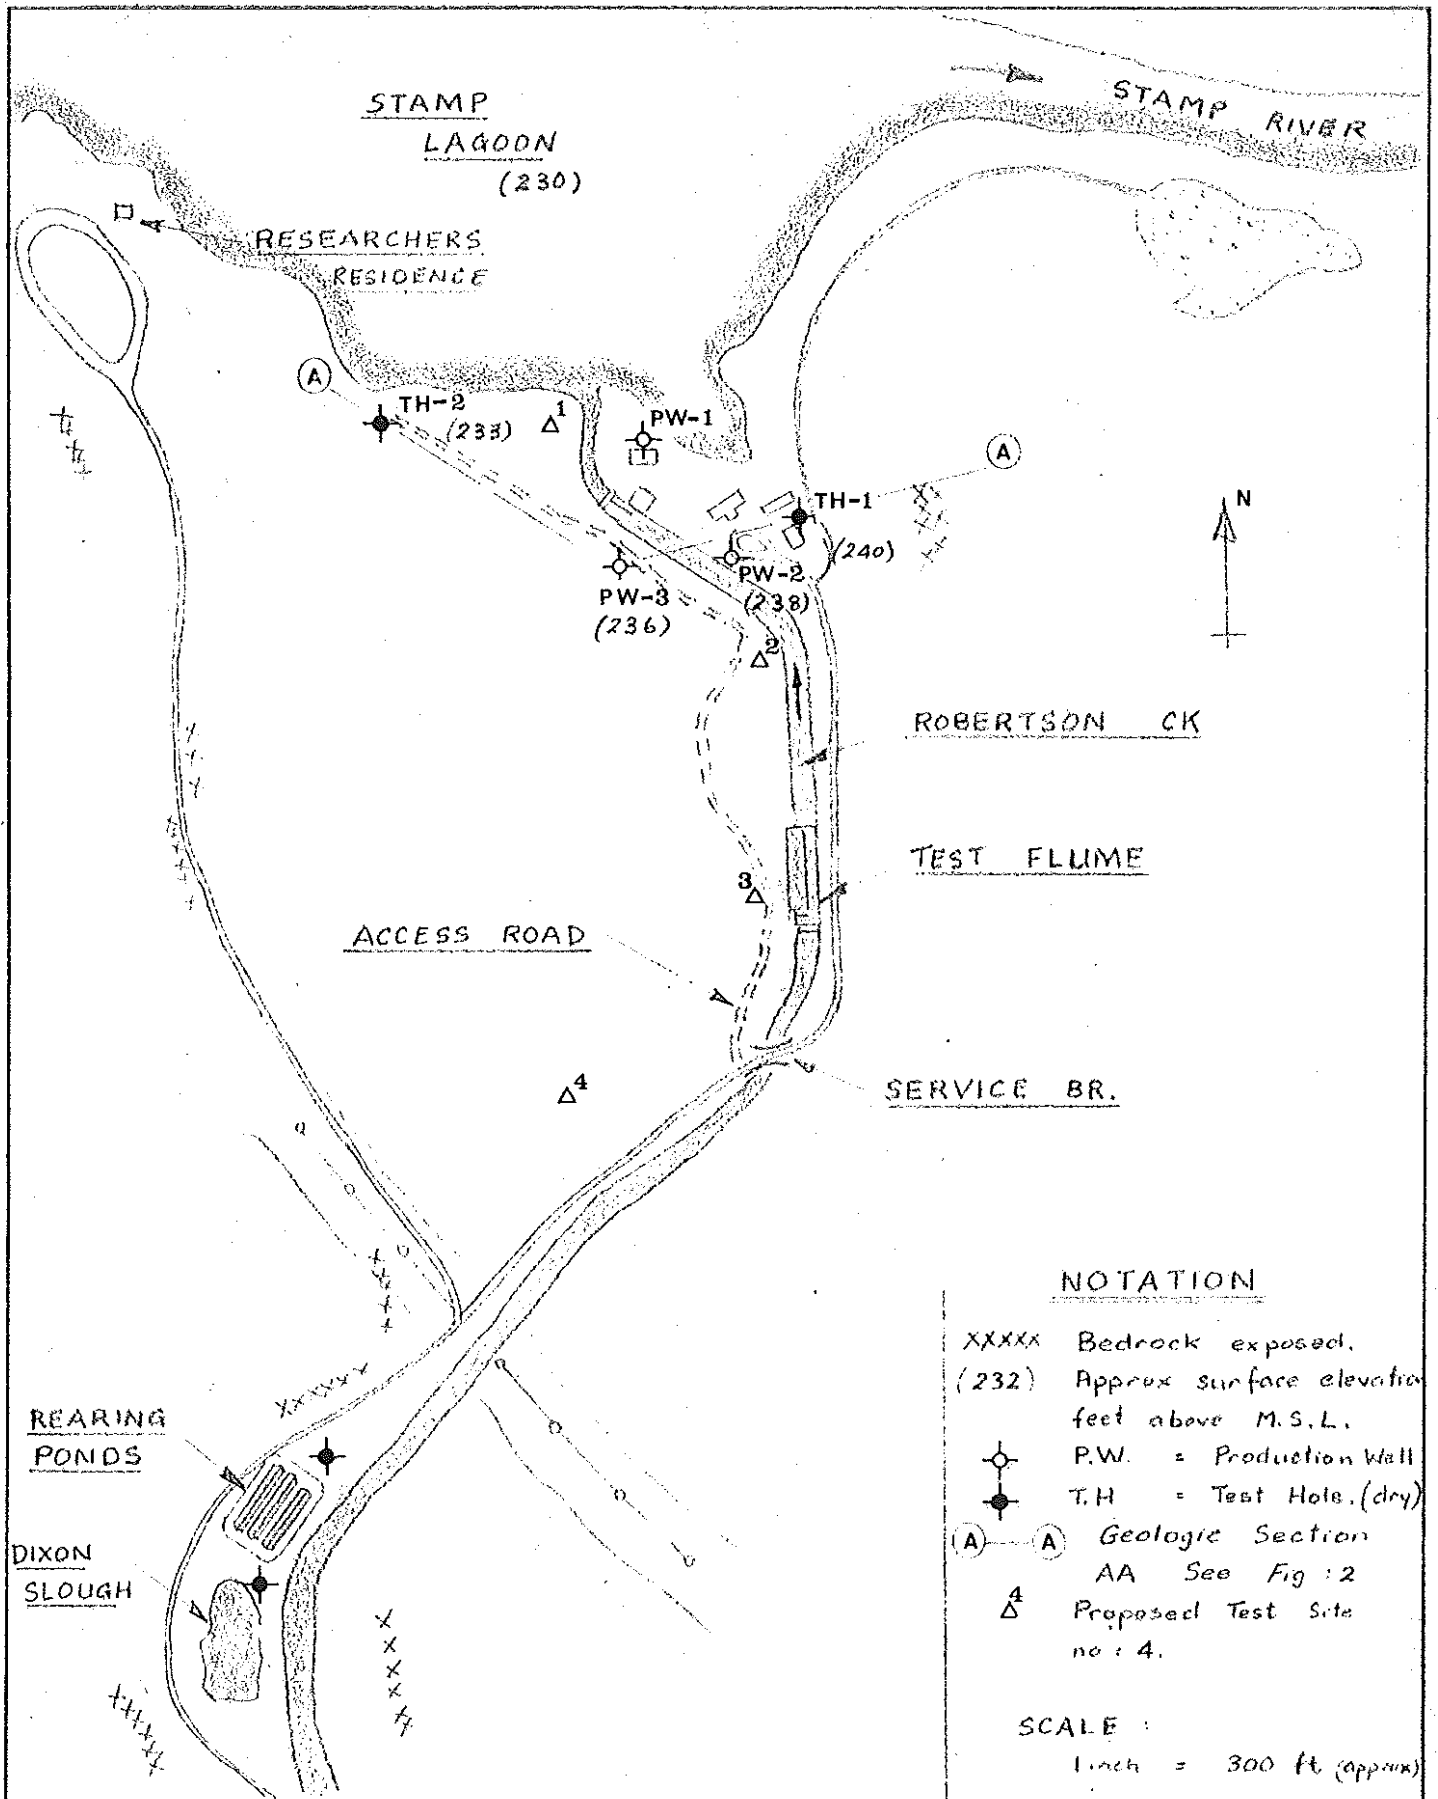 STAMP
LAGOON
(230)
STAMP RIVER
RESEARCHERS
RESIDENCE
A
TH-2
(233)
1
PW-1
A
TH-1
(240)
N
PW-2
(238)
PW-3
(236)
2
ROBERTSON CK
TEST FLUME
3
ACCESS ROAD
4
SERVICE BR.
REARING
PONDS
DIXON
SLOUGH
NOTATION
XXXXX Bedrock exposed.
(232) Approx surface elevation
feet above M.S.L.
P.W. = Production Well
T.H = Test Hole. (dry)
A A Geologic Section
AA See Fig : 2
4 Proposed Test Site
no : 4.
SCALE :
1 inch = 300 ft (approx)